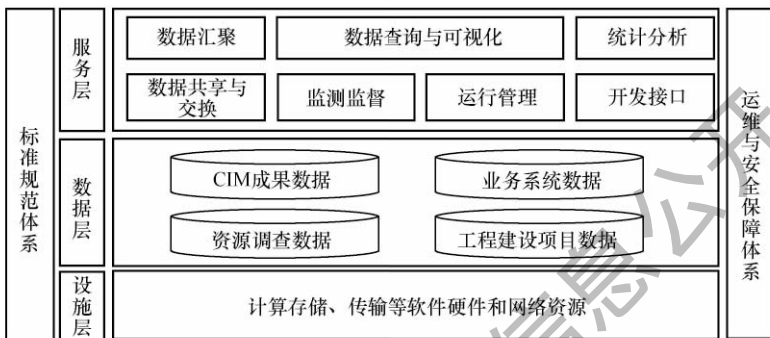 标准规范体系
服务层
数据汇聚
数据查询与可视化
统计分析
数据共享与
交换
监测监督
运行管理
开发接口
数据层
CIM成果数据
业务系统数据
资源调查数据
工程建设项目数据
设施层
计算存储、传输等软件硬件和网络资源
运维与安全保障体系
信息公开